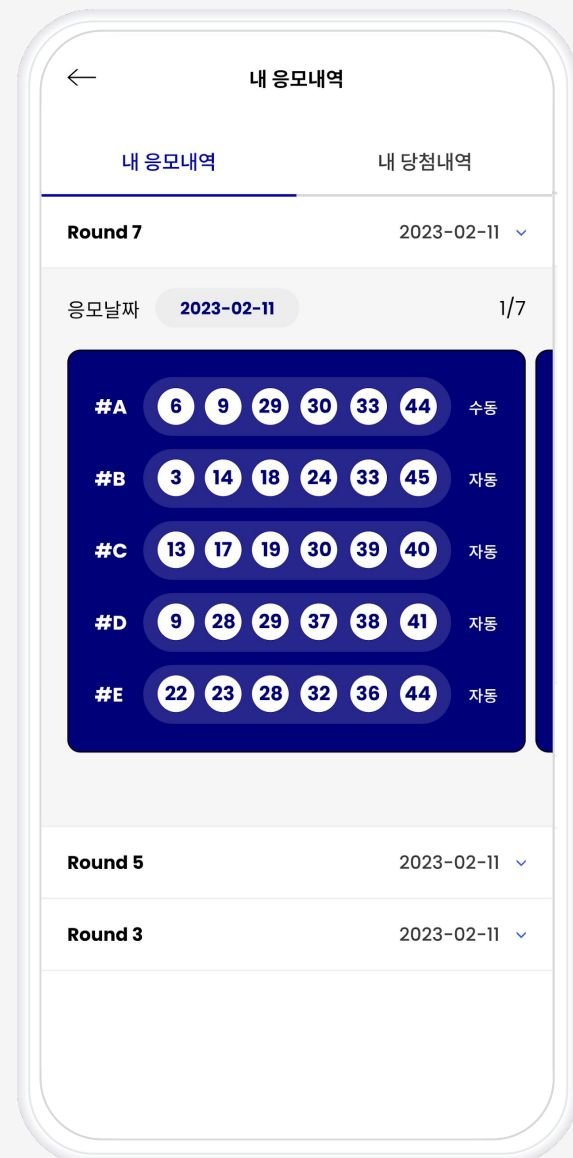 내 응모내역
내 응모내역 내 당첨내역
Round 7 2023-02-11
응모날짜 2023-02-11 1/7
#A 6 9 29 30 33 44 수동
#B 3 14 18 24 33 45 자동
#C 13 17 19 30 39 40 자동
#D 9 28 29 37 38 41 자동
#E 22 23 28 32 36 44 자동
Round 5 2023-02-11
Round 3 2023-02-11